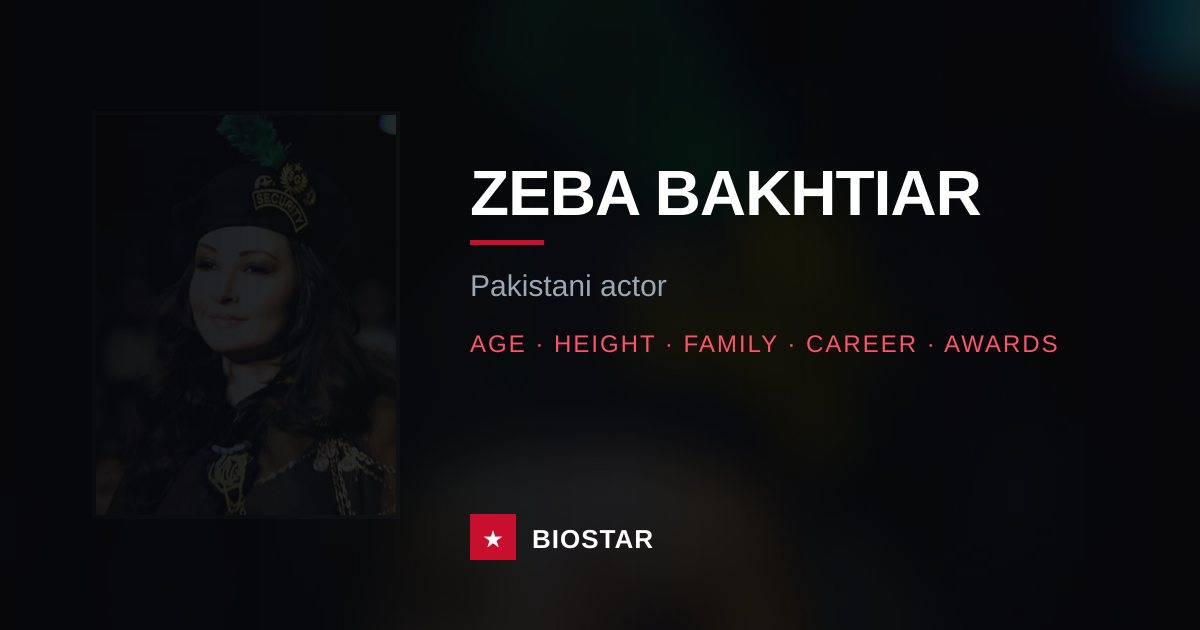 SECURITY
ZEBA BAKHTIAR
Pakistani actor
AGE · HEIGHT · FAMILY · CAREER · AWARDS
BIOSTAR